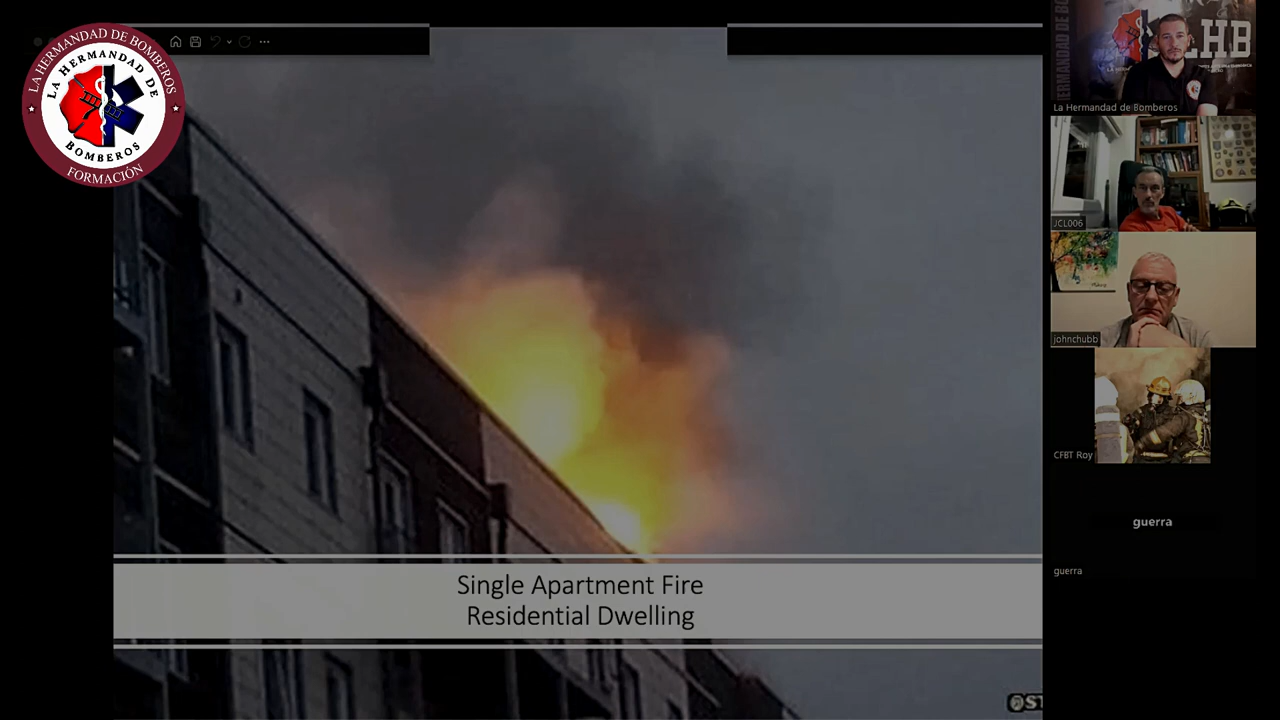 LA HERMANDAD DE BOMBEROS
LA HERMANDAD DE
BOMBEROS
FORMACIÓN
LHB
La Hermandad de Bomberos
JCL006
johnchubb
CFBT Roy
guerra
guerra
Single Apartment Fire
Residential Dwelling